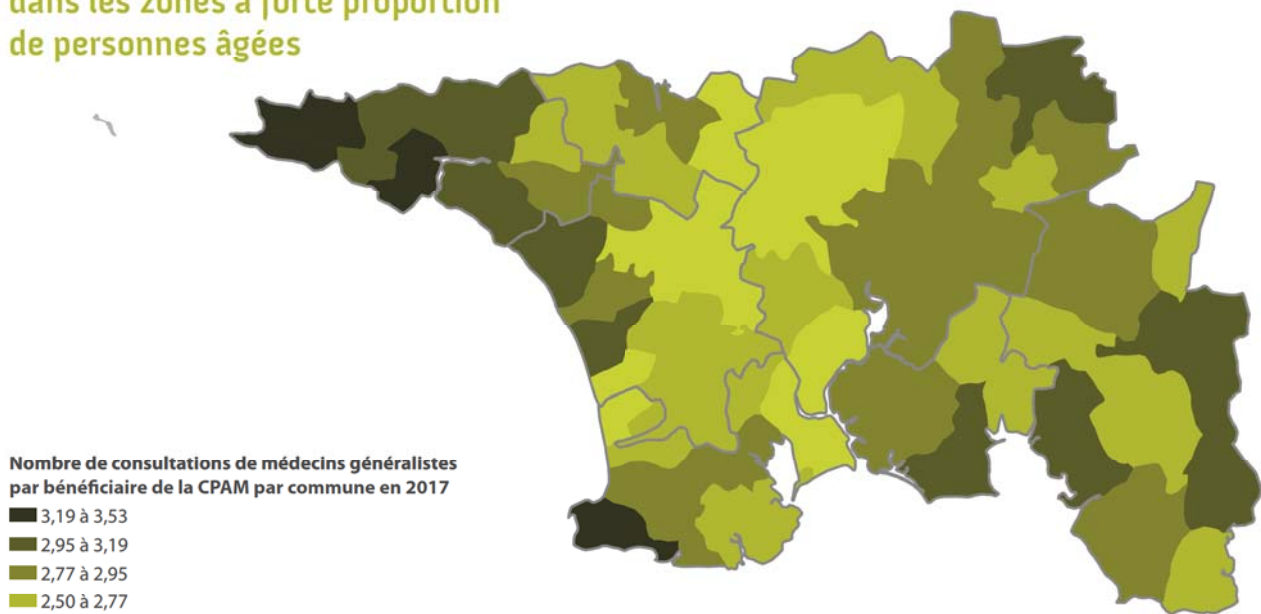 dans les zones à forte proportion
de personnes âgées
Nombre de consultations de médecins généralistes
par bénéficiaire de la CPAM par commune en 2017
3,19 à 3,53
2,95 à 3,19
2,77 à 2,95
2,50 à 2,77